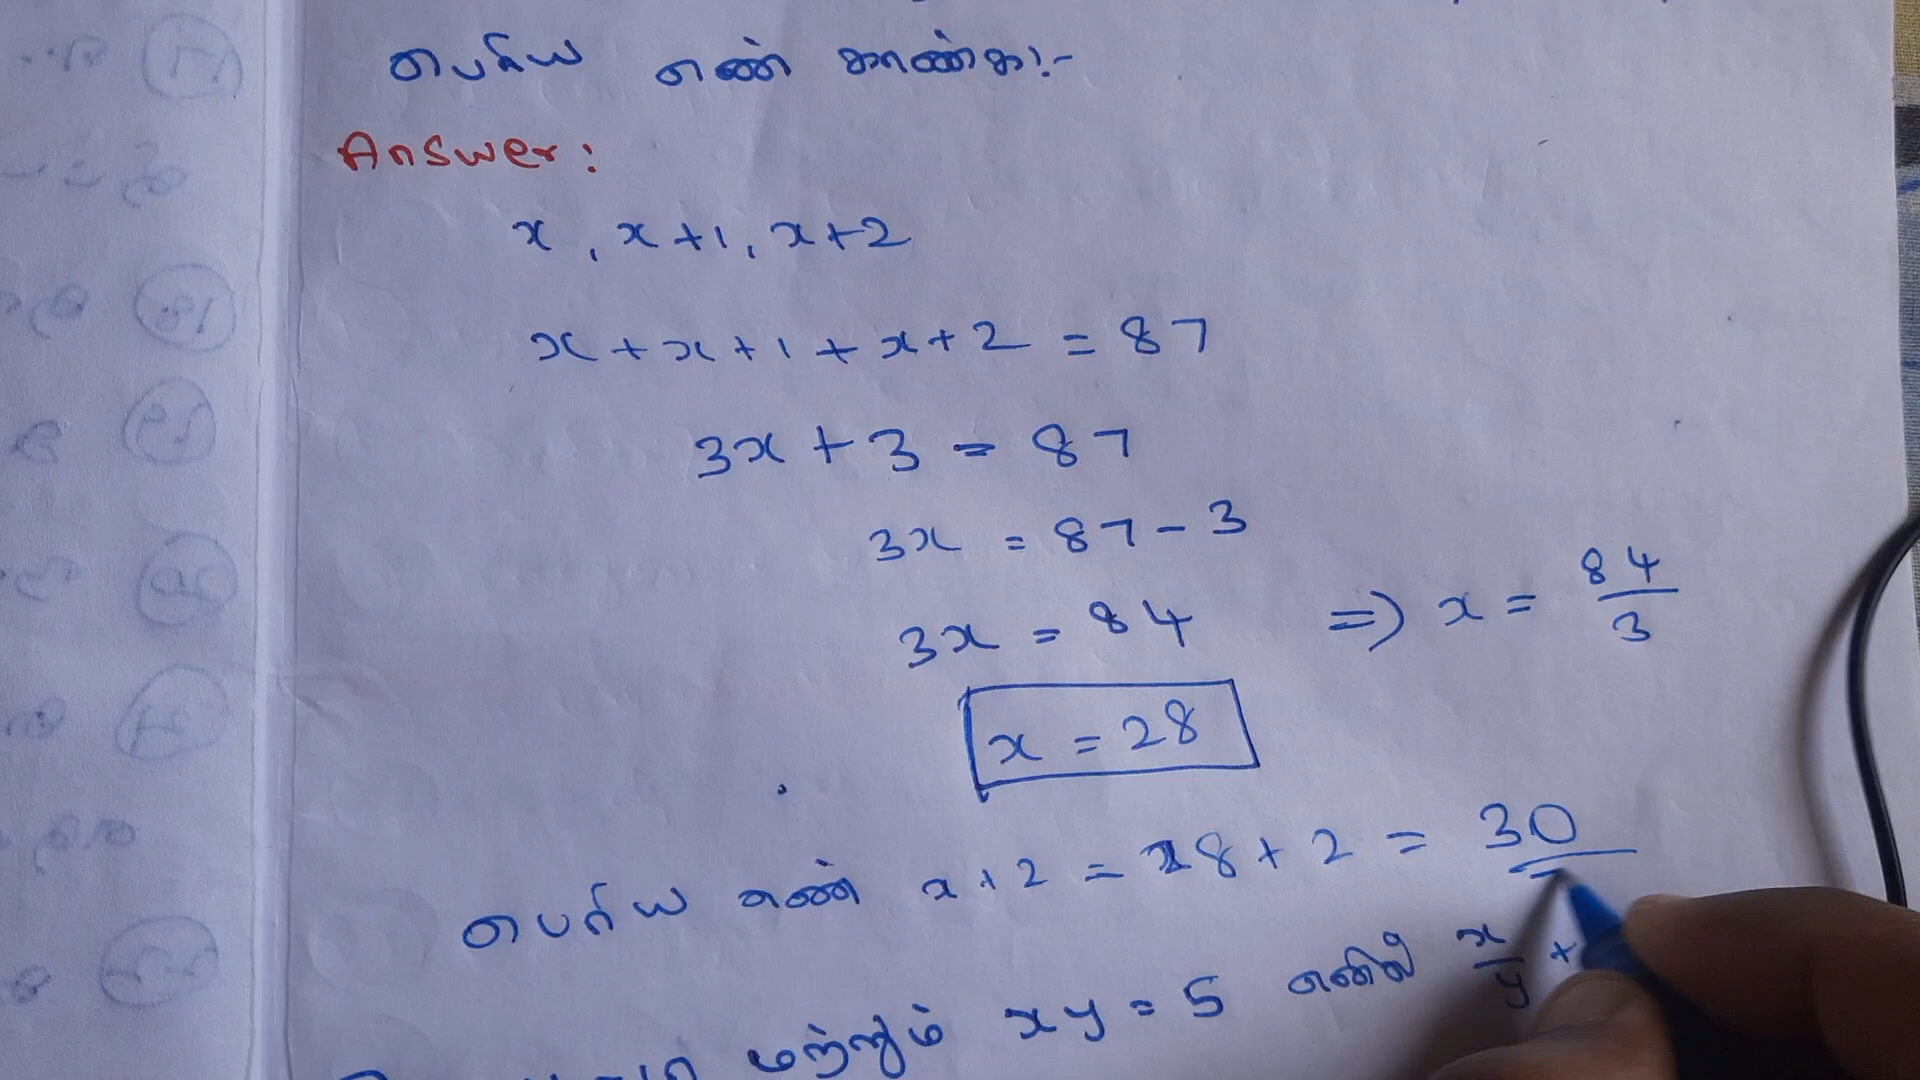 பெரிய எண் காண்க:-
Answer:
x, x+1, x+2
x+x+1+x+2 = 87
3x + 3 = 87
3x = 87-3
3x = 84 => x = 84/3
x = 28
பெரிய எண் x+2 = 28+2 = 30
மற்றும் xy = 5 எனில் x/y +